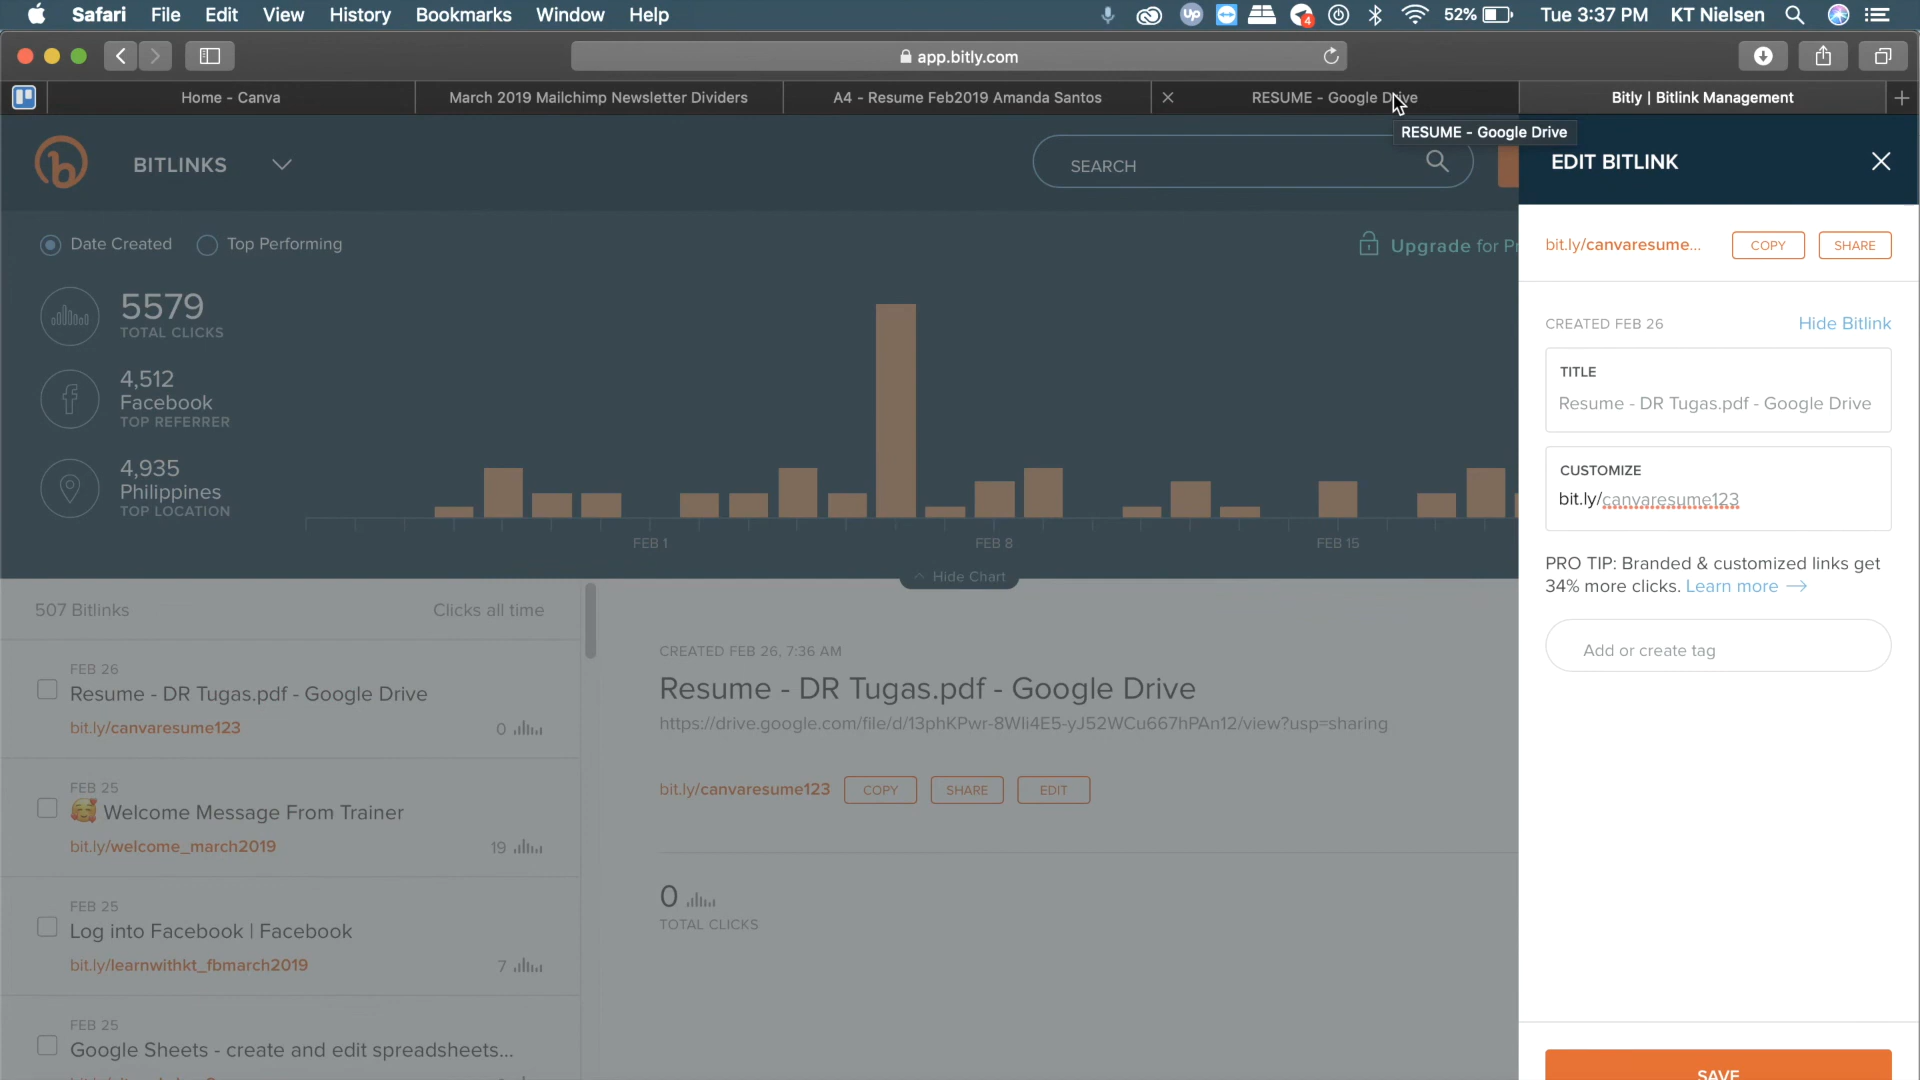 Safari File Edit View History Bookmarks Window Help
Up 4 52% Tue 3:37 PM KT Nielsen
app.bitly.com
Home - Canva
March 2019 Mailchimp Newsletter Dividers
A4 - Resume Feb2019 Amanda Santos
RESUME - Google Drive
Bitly | Bitlink Management
RESUME - Google Drive
BITLINKS
SEARCH
Date Created
Top Performing
Upgrade for Pr
5579
TOTAL CLICKS
4,512
Facebook
TOP REFERRER
4,935
Philippines
TOP LOCATION
FEB 1
FEB 8
FEB 15
Hide Chart
507 Bitlinks
Clicks all time
FEB 26
Resume - DR Tugas.pdf - Google Drive
bit.ly/canvaresume123
0
FEB 25
🥰 Welcome Message From Trainer
bit.ly/welcome_march2019
19
FEB 25
Log into Facebook | Facebook
bit.ly/learnwithkt_fbmarch2019
7
FEB 25
Google Sheets - create and edit spreadsheets...
CREATED FEB 26, 7:36 AM
Resume - DR Tugas.pdf - Google Drive
https://drive.google.com/file/d/13phKPwr-8WIi4E5-yJ52WCu667hPAn12/view?usp=sharing
bit.ly/canvaresume123
COPY
SHARE
EDIT
0
TOTAL CLICKS
EDIT BITLINK
bit.ly/canvaresume...
COPY
SHARE
CREATED FEB 26
Hide Bitlink
TITLE
Resume - DR Tugas.pdf - Google Drive
CUSTOMIZE
bit.ly/canvaresume123
PRO TIP: Branded & customized links get
34% more clicks. Learn more →
Add or create tag
SAVE